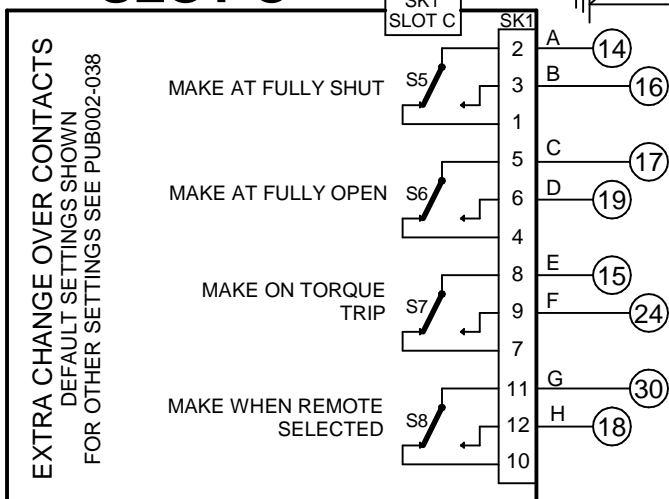 SK1
SLOT C
SK1
EXTRA CHANGE OVER CONTACTS
DEFAULT SETTINGS SHOWN
FOR OTHER SETTINGS SEE PUB002-038
MAKE AT FULLY SHUT
S5
2 A 14
3 B 16
1
MAKE AT FULLY OPEN
S6
5 C 17
6 D 19
4
MAKE ON TORQUE
TRIP
S7
8 E 15
9 F 24
7
MAKE WHEN REMOTE
SELECTED
S8
11 G 30
12 H 18
10